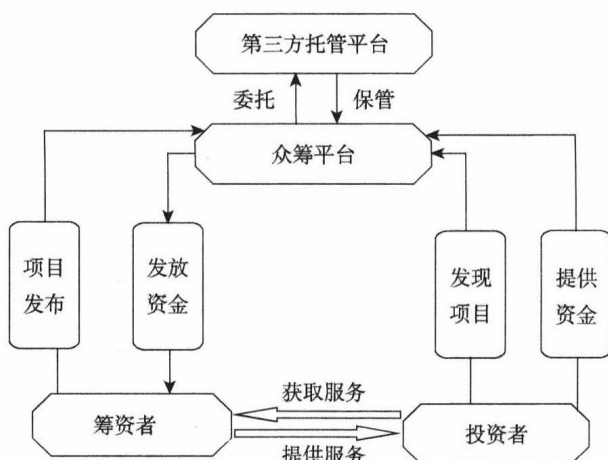 第三方托管平台
委托
保管
众筹平台
项目
发布
发放
资金
发现
项目
提供
资金
获取服务
筹资者
投资者
提供服务